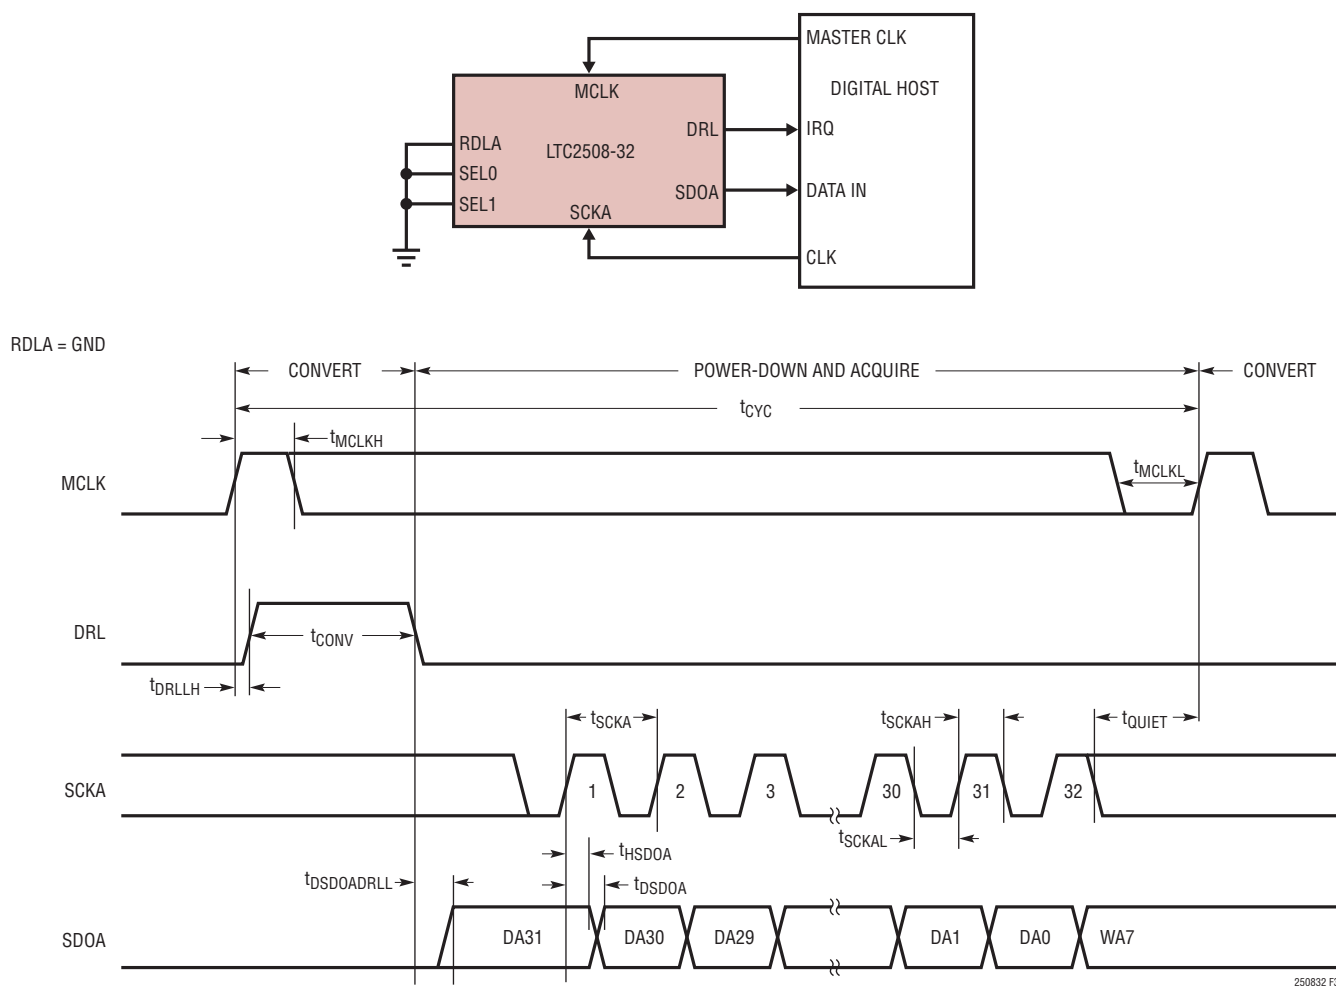 MASTER CLK
MCLK
DIGITAL HOST
DRL
IRQ
RDLA
LTC2508-32
SEL0
SDOA
DATA IN
SEL1
SCKA
CLK
RDLA = GND
CONVERT
POWER-DOWN AND ACQUIRE
CONVERT
tCYC
tMCLKH
tMCLKL
MCLK
DRL
tCONV
tDRLLH
tSCKA
tSCKAH
tQUIET
SCKA
1
2
3
30
31
32
tSCKAL
tHSDOA
tDSDOADRLL
tDSDOA
SDOA
DA31
DA30
DA29
DA1
DA0
WA7
250832